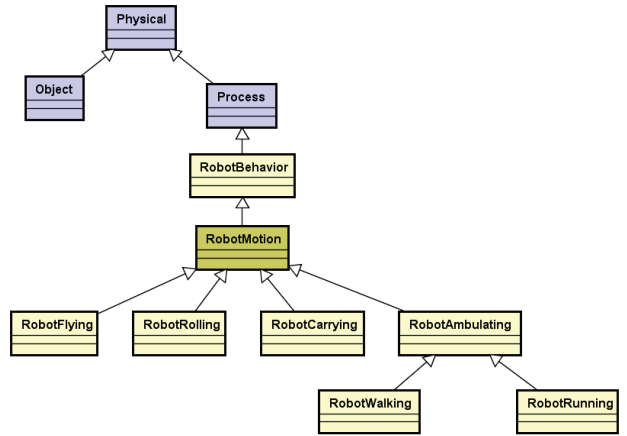 Physical
Object
Process
RobotBehavior
RobotMotion
RobotFlying
RobotRolling
RobotCarrying
RobotAmbulating
RobotWalking
RobotRunning